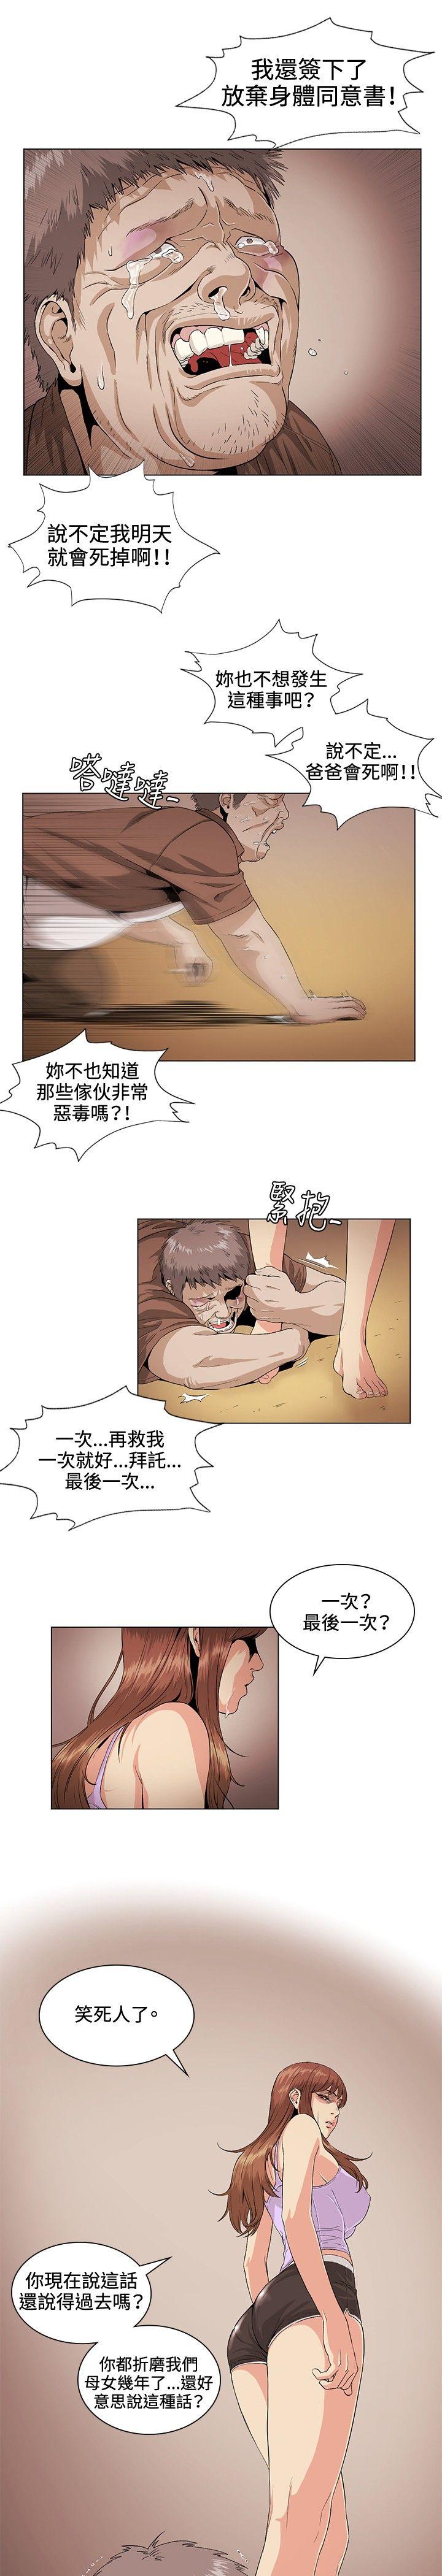 我還簽下了
放棄身體同意書!
說不定我明天
就會死掉啊!!
妳也不想發生
這種事吧?
說不定...
爸爸會死啊!!
嗒噠噠-
妳不也知道
那些傢伙非常
惡毒嗎?!
緊抱-
一次...再救我
一次就好...拜託...
最後一次...
一次?
最後一次?
笑死人了。
你現在說這話
還說得過去嗎?
你都折磨我們
母女幾年了...還好
意思說這種話?